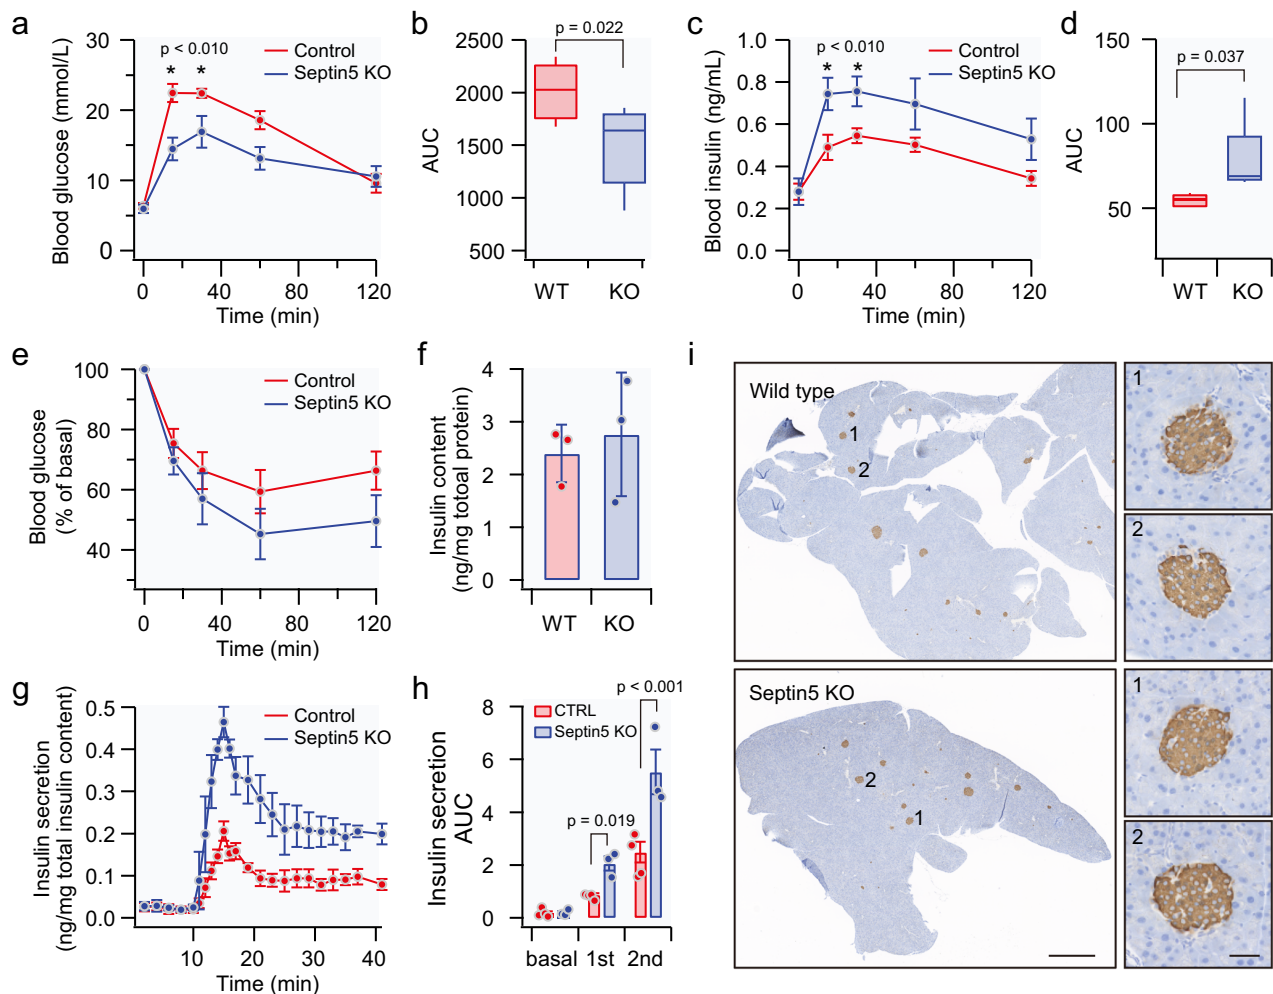 a
Blood glucose (mmol/L)
30
20
10
0
p < 0.010
* *
Control
Septin5 KO
0 40 80 120
Time (min)
b
AUC
2500
2000
1500
1000
500
p = 0.022
WT KO
c
Blood insulin (ng/mL)
1.0
0.8
0.6
0.4
0.2
0.0
p < 0.010
* *
Control
Septin5 KO
0 40 80 120
Time (min)
d
AUC
150
100
50
p = 0.037
WT KO
e
Blood glucose
(% of basal)
100
80
60
40
Control
Septin5 KO
0 40 80 120
Time (min)
f
Insulin content
(ng/mg totoal protein)
4
3
2
1
0
WT KO
g
Insulin secretion
(ng/mg total insulin content)
0.5
0.4
0.3
0.2
0.1
0.0
Control
Septin5 KO
10 20 30 40
Time (min)
h
Insulin secretion
AUC
8
6
4
2
0
p < 0.001
CTRL
Septin5 KO
p = 0.019
basal 1st 2nd
i
Wild type
1
2
1
2
Septin5 KO
2
1
1
2